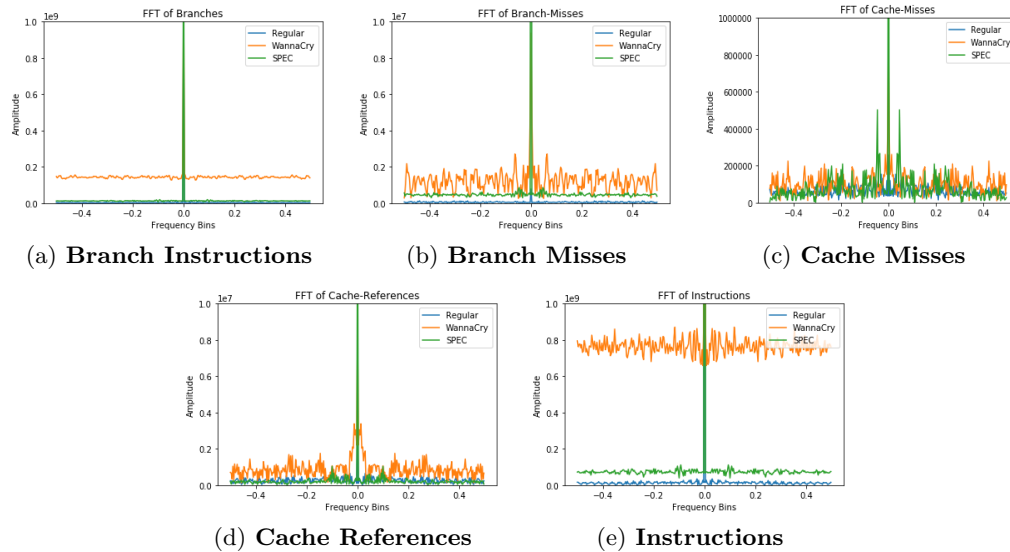 FFT of Branches
1e9
1.0
0.8
0.6
0.4
0.2
0.0
−0.4 −0.2 0.0 0.2 0.4
Amplitude
Frequency Bins
Regular
WannaCry
SPEC
(a) Branch Instructions
FFT of Branch-Misses
1e7
1.0
0.8
0.6
0.4
0.2
0.0
−0.4 −0.2 0.0 0.2 0.4
Amplitude
Frequency Bins
Regular
WannaCry
SPEC
(b) Branch Misses
FFT of Cache-Misses
1000000
800000
600000
400000
200000
0
−0.4 −0.2 0.0 0.2 0.4
Amplitude
Frequency Bins
Regular
WannaCry
SPEC
(c) Cache Misses
FFT of Cache-References
1e7
1.0
0.8
0.6
0.4
0.2
0.0
−0.4 −0.2 0.0 0.2 0.4
Amplitude
Frequency Bins
Regular
WannaCry
SPEC
(d) Cache References
FFT of Instructions
1e9
1.0
0.8
0.6
0.4
0.2
0.0
−0.4 −0.2 0.0 0.2 0.4
Amplitude
Frequency Bins
Regular
WannaCry
SPEC
(e) Instructions